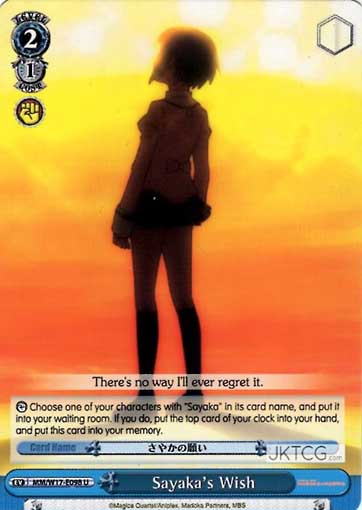 LEVEL
2
1
COST
There's no way I'll ever regret it.
Choose one of your characters with "Sayaka" in its card name, and put it
into your waiting room. If you do, put the top card of your clock into your hand,
and put this card into your memory.
Card Name
さやかの願い
JKTCG.com
EV MM/W17-E098 U
Sayaka's Wish
©Magica Quartet/Aniplex, Madoka Partners, MBS